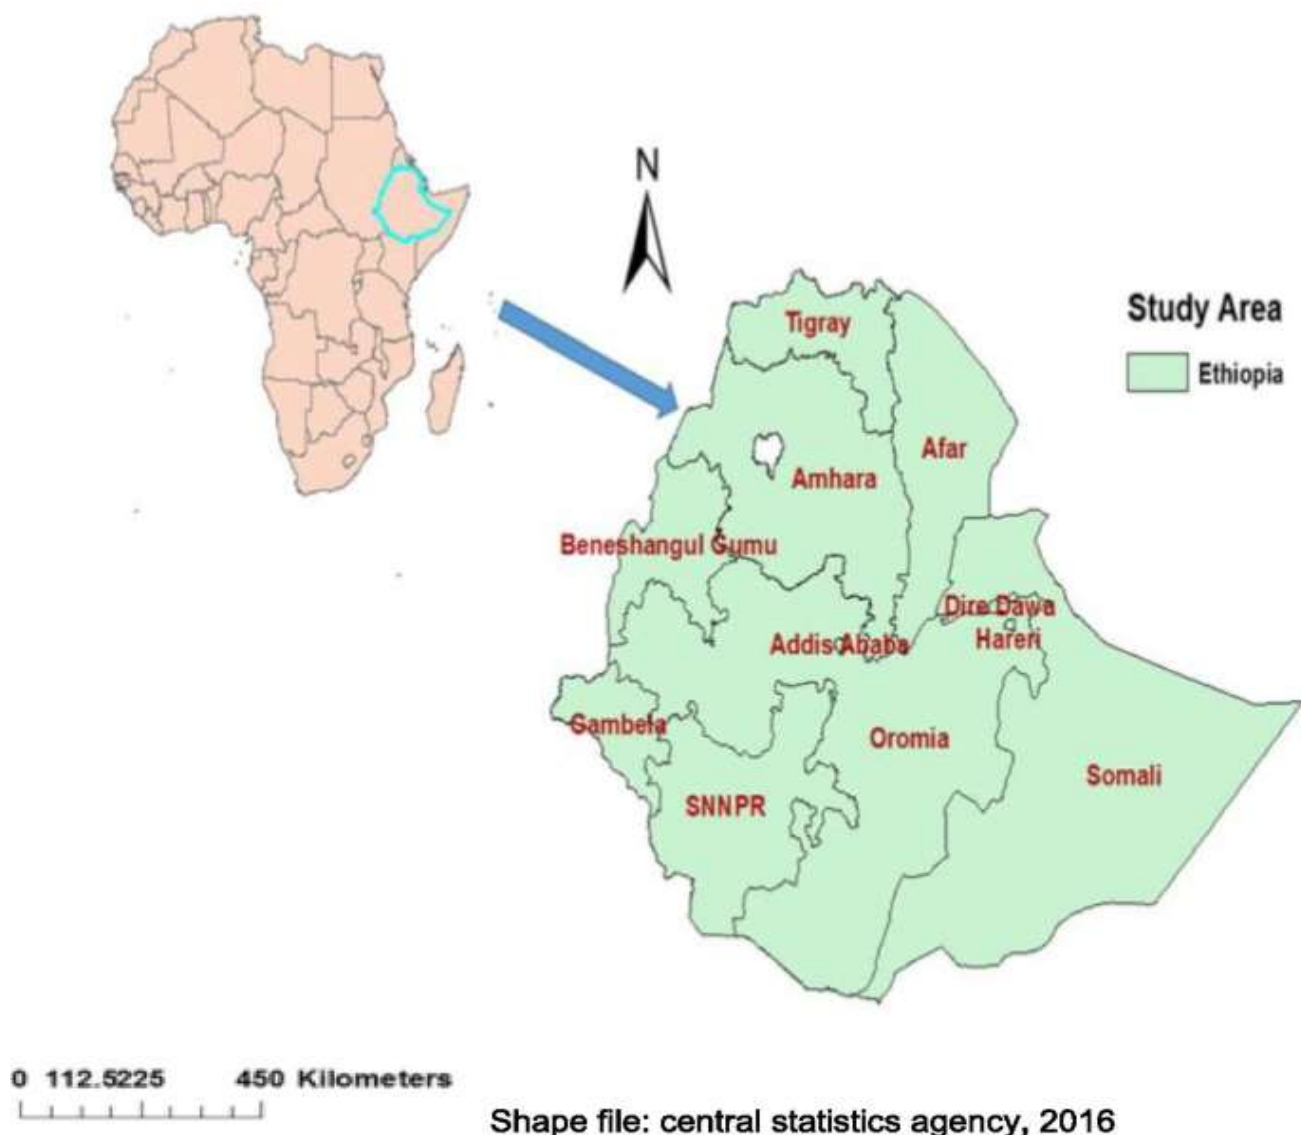 N
Study Area
Ethiopia
Tigray
Afar
Amhara
Beneshangul Gumu
Dire Dawa
Hareri
Addis Ababa
Gambela
Oromia
Somali
SNNPR
0 112.5225 450 Kilometers
Shape file: central statistics agency, 2016